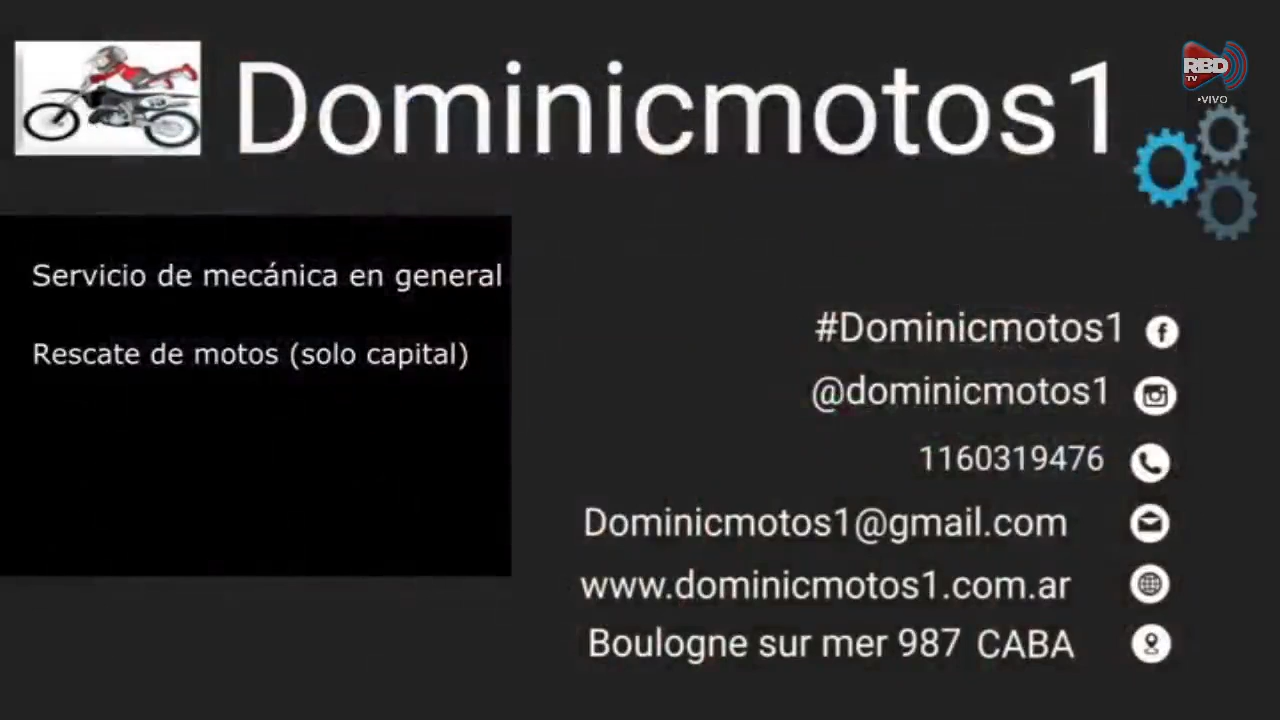 Dominicmotos1
RBD
TV
•VIVO
Servicio de mecánica en general
Rescate de motos (solo capital)
#Dominicmotos1
@dominicmotos1
1160319476
Dominicmotos1@gmail.com
www.dominicmotos1.com.ar
Boulogne sur mer 987 CABA